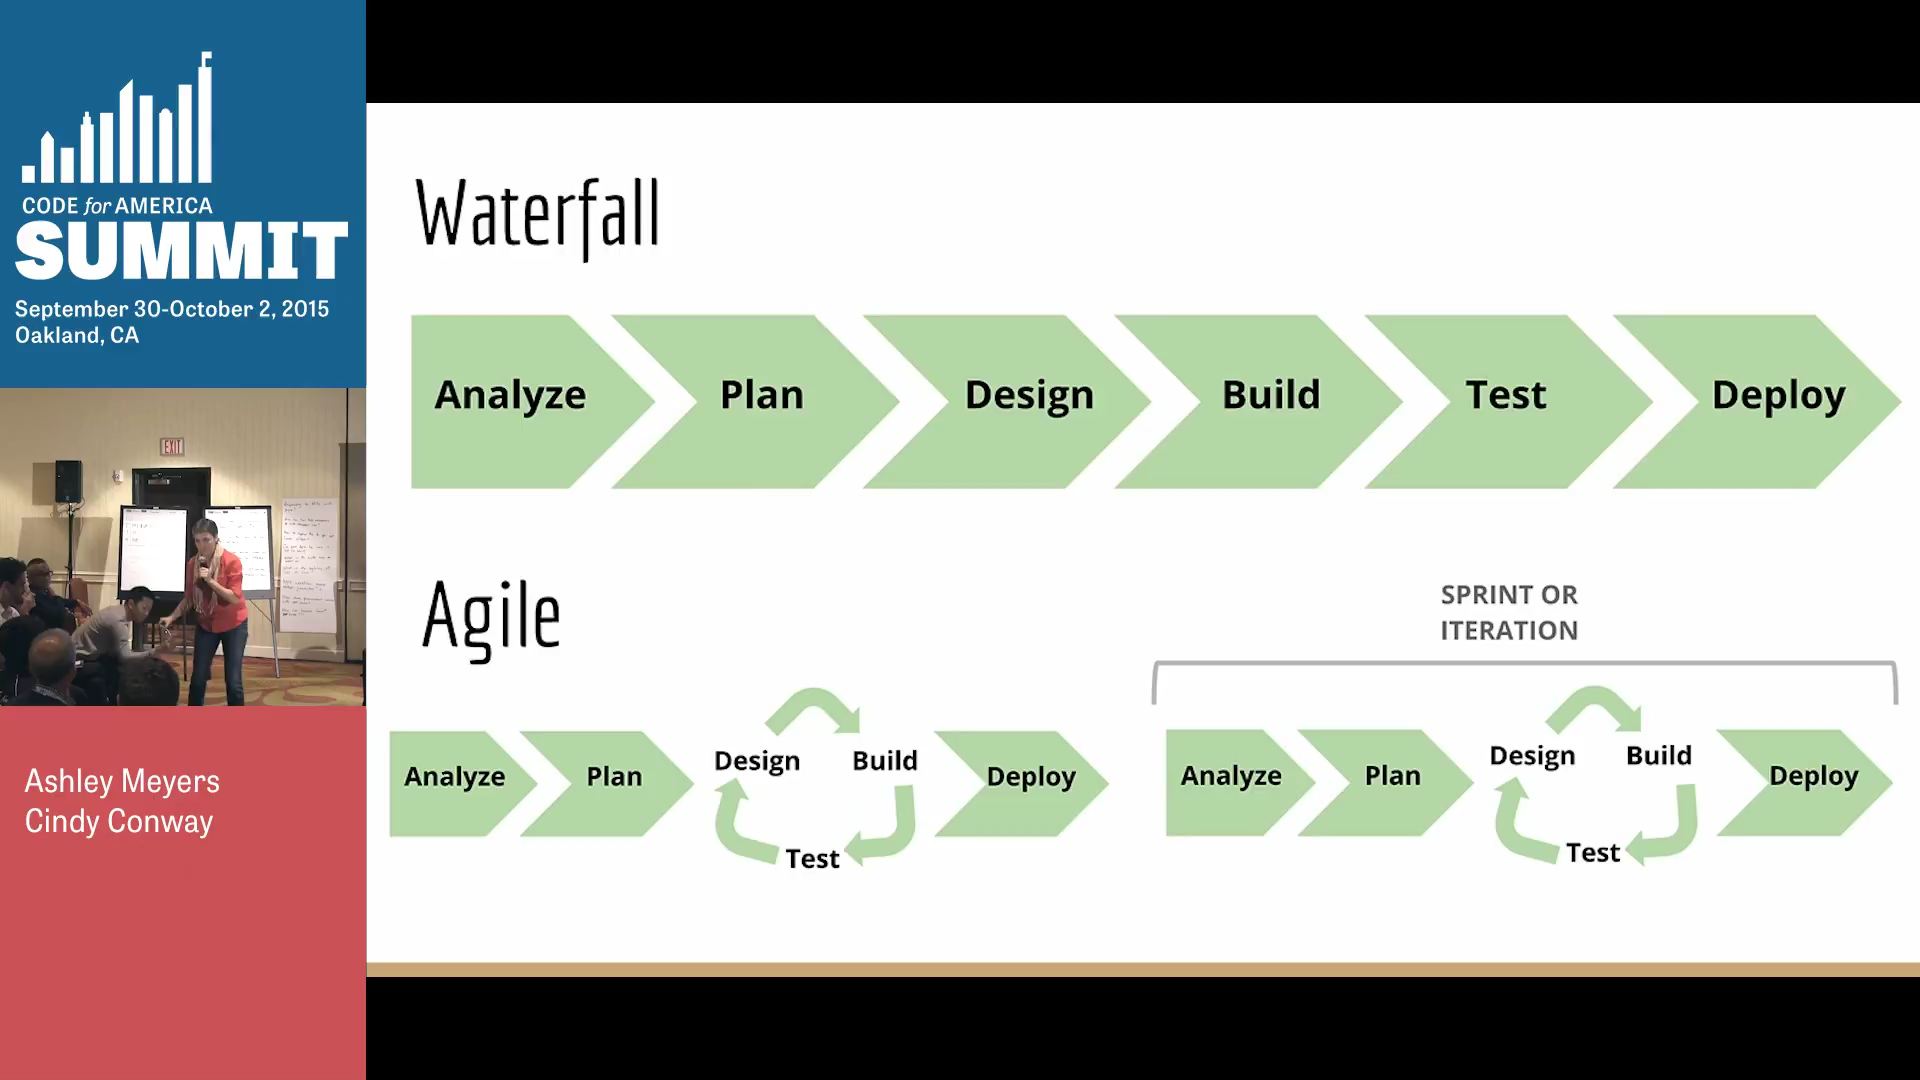 CODE for AMERICA
SUMMIT
September 30-October 2, 2015
Oakland, CA
EXIT
Ashley Meyers
Cindy Conway
Waterfall
Analyze
Plan
Design
Build
Test
Deploy
Agile
SPRINT OR
ITERATION
Analyze
Plan
Design
Build
Test
Deploy
Analyze
Plan
Design
Build
Test
Deploy